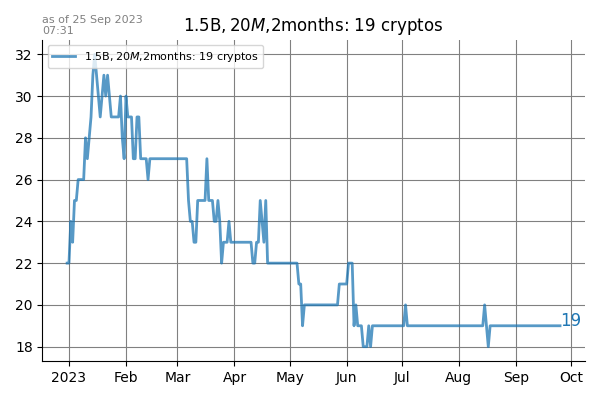 as of 25 Sep 2023
07:31
1.5B, 20M,2months: 19 cryptos
1.5B, 20M,2months: 19 cryptos
32
30
28
26
24
22
20
18
19
2023 Feb Mar Apr May Jun Jul Aug Sep Oct